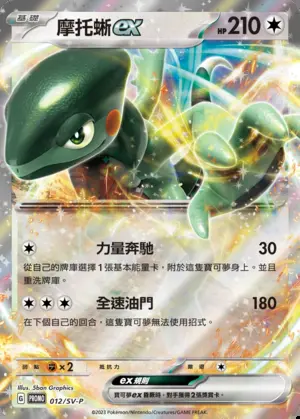 基礎
摩托蜥ex
HP 210
力量奔馳 30
從自己的牌庫選擇1張基本能量卡，附於這隻寶可夢身上。並且
重洗牌庫。
全速油門 180
在下個自己的回合，這隻寶可夢無法使用招式。
弱點 ×2 抵抗力 撤退
Illus. 5ban Graphics
G PROMO 012/SV-P
ex規則
寶可夢ex昏厥時，對手獲得2張獎賞卡。
©2023 Pokémon/Nintendo/Creatures/GAME FREAK.